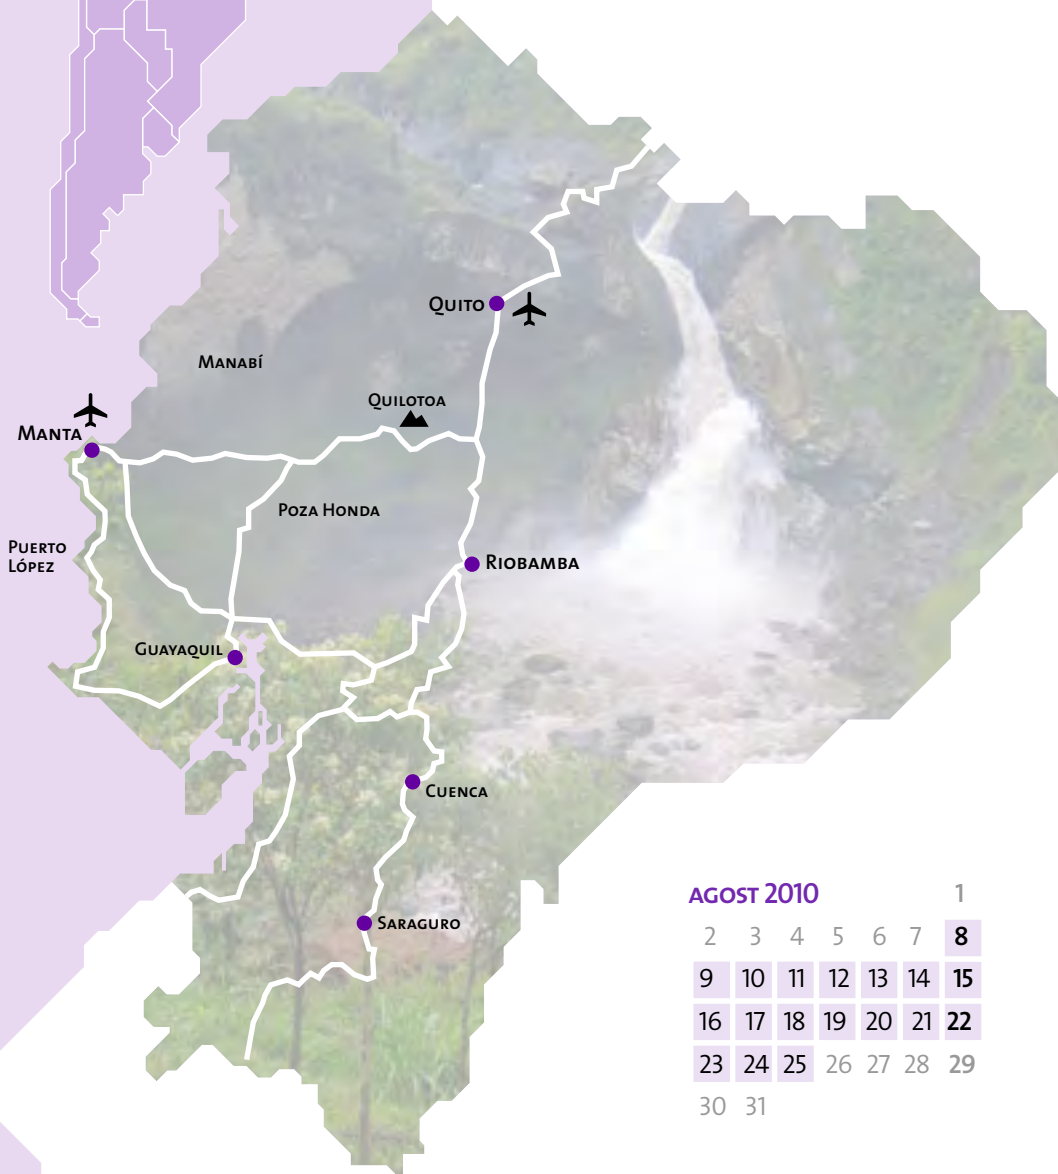 Quito
Manabí
Quilotoa
Manta
Poza Honda
Puerto
López
Riobamba
Guayaquil
Cuenca
Saraguro
AGOST 2010
1
2 3 4 5 6 7 8
9 10 11 12 13 14 15
16 17 18 19 20 21 22
23 24 25 26 27 28 29
30 31